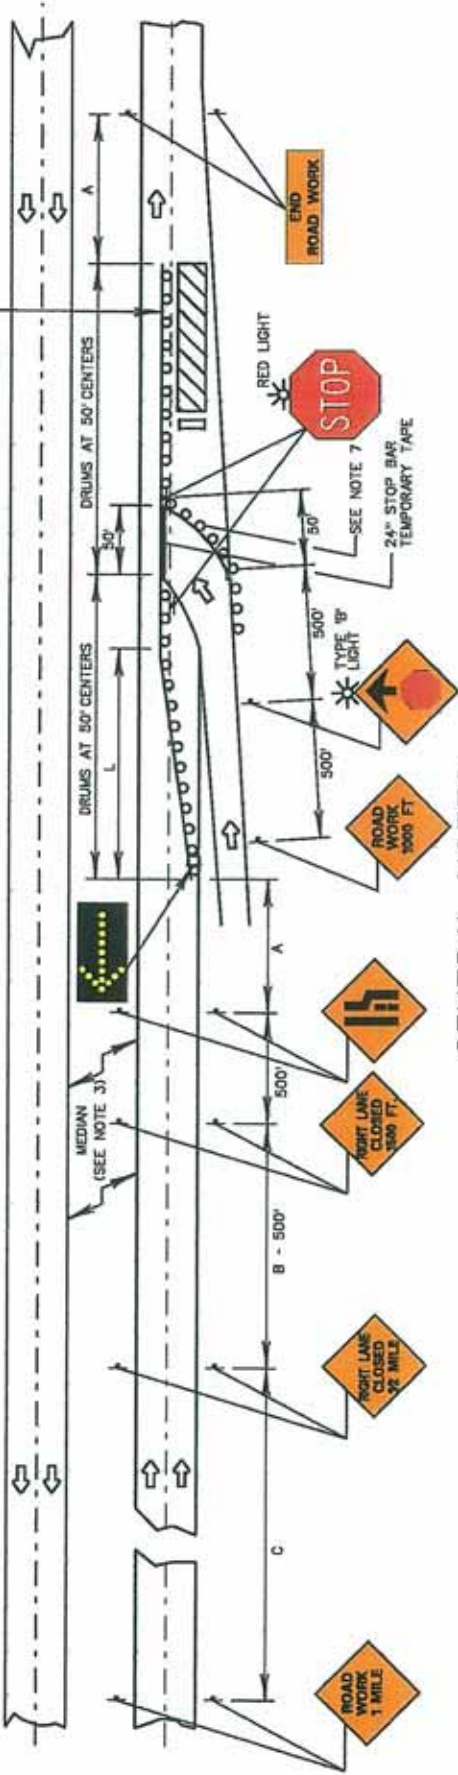 A
DRUMS AT 50' CENTERS
50'
DRUMS AT 50' CENTERS
L
END
ROAD WORK
RED LIGHT
STOP
50'
SEE NOTE 7
24" STOP BAR
TEMPORARY TAPE
500'
TYPE 'B'
LIGHT
500'
ROAD
WORK
1000 FT
A
500'
MEDIAN
(SEE NOTE 3)
RIGHT LANE
CLOSED
1500 FT.
B - 500'
RIGHT LANE
CLOSED
1/2 MILE
C
ROAD
WORK
1 MILE